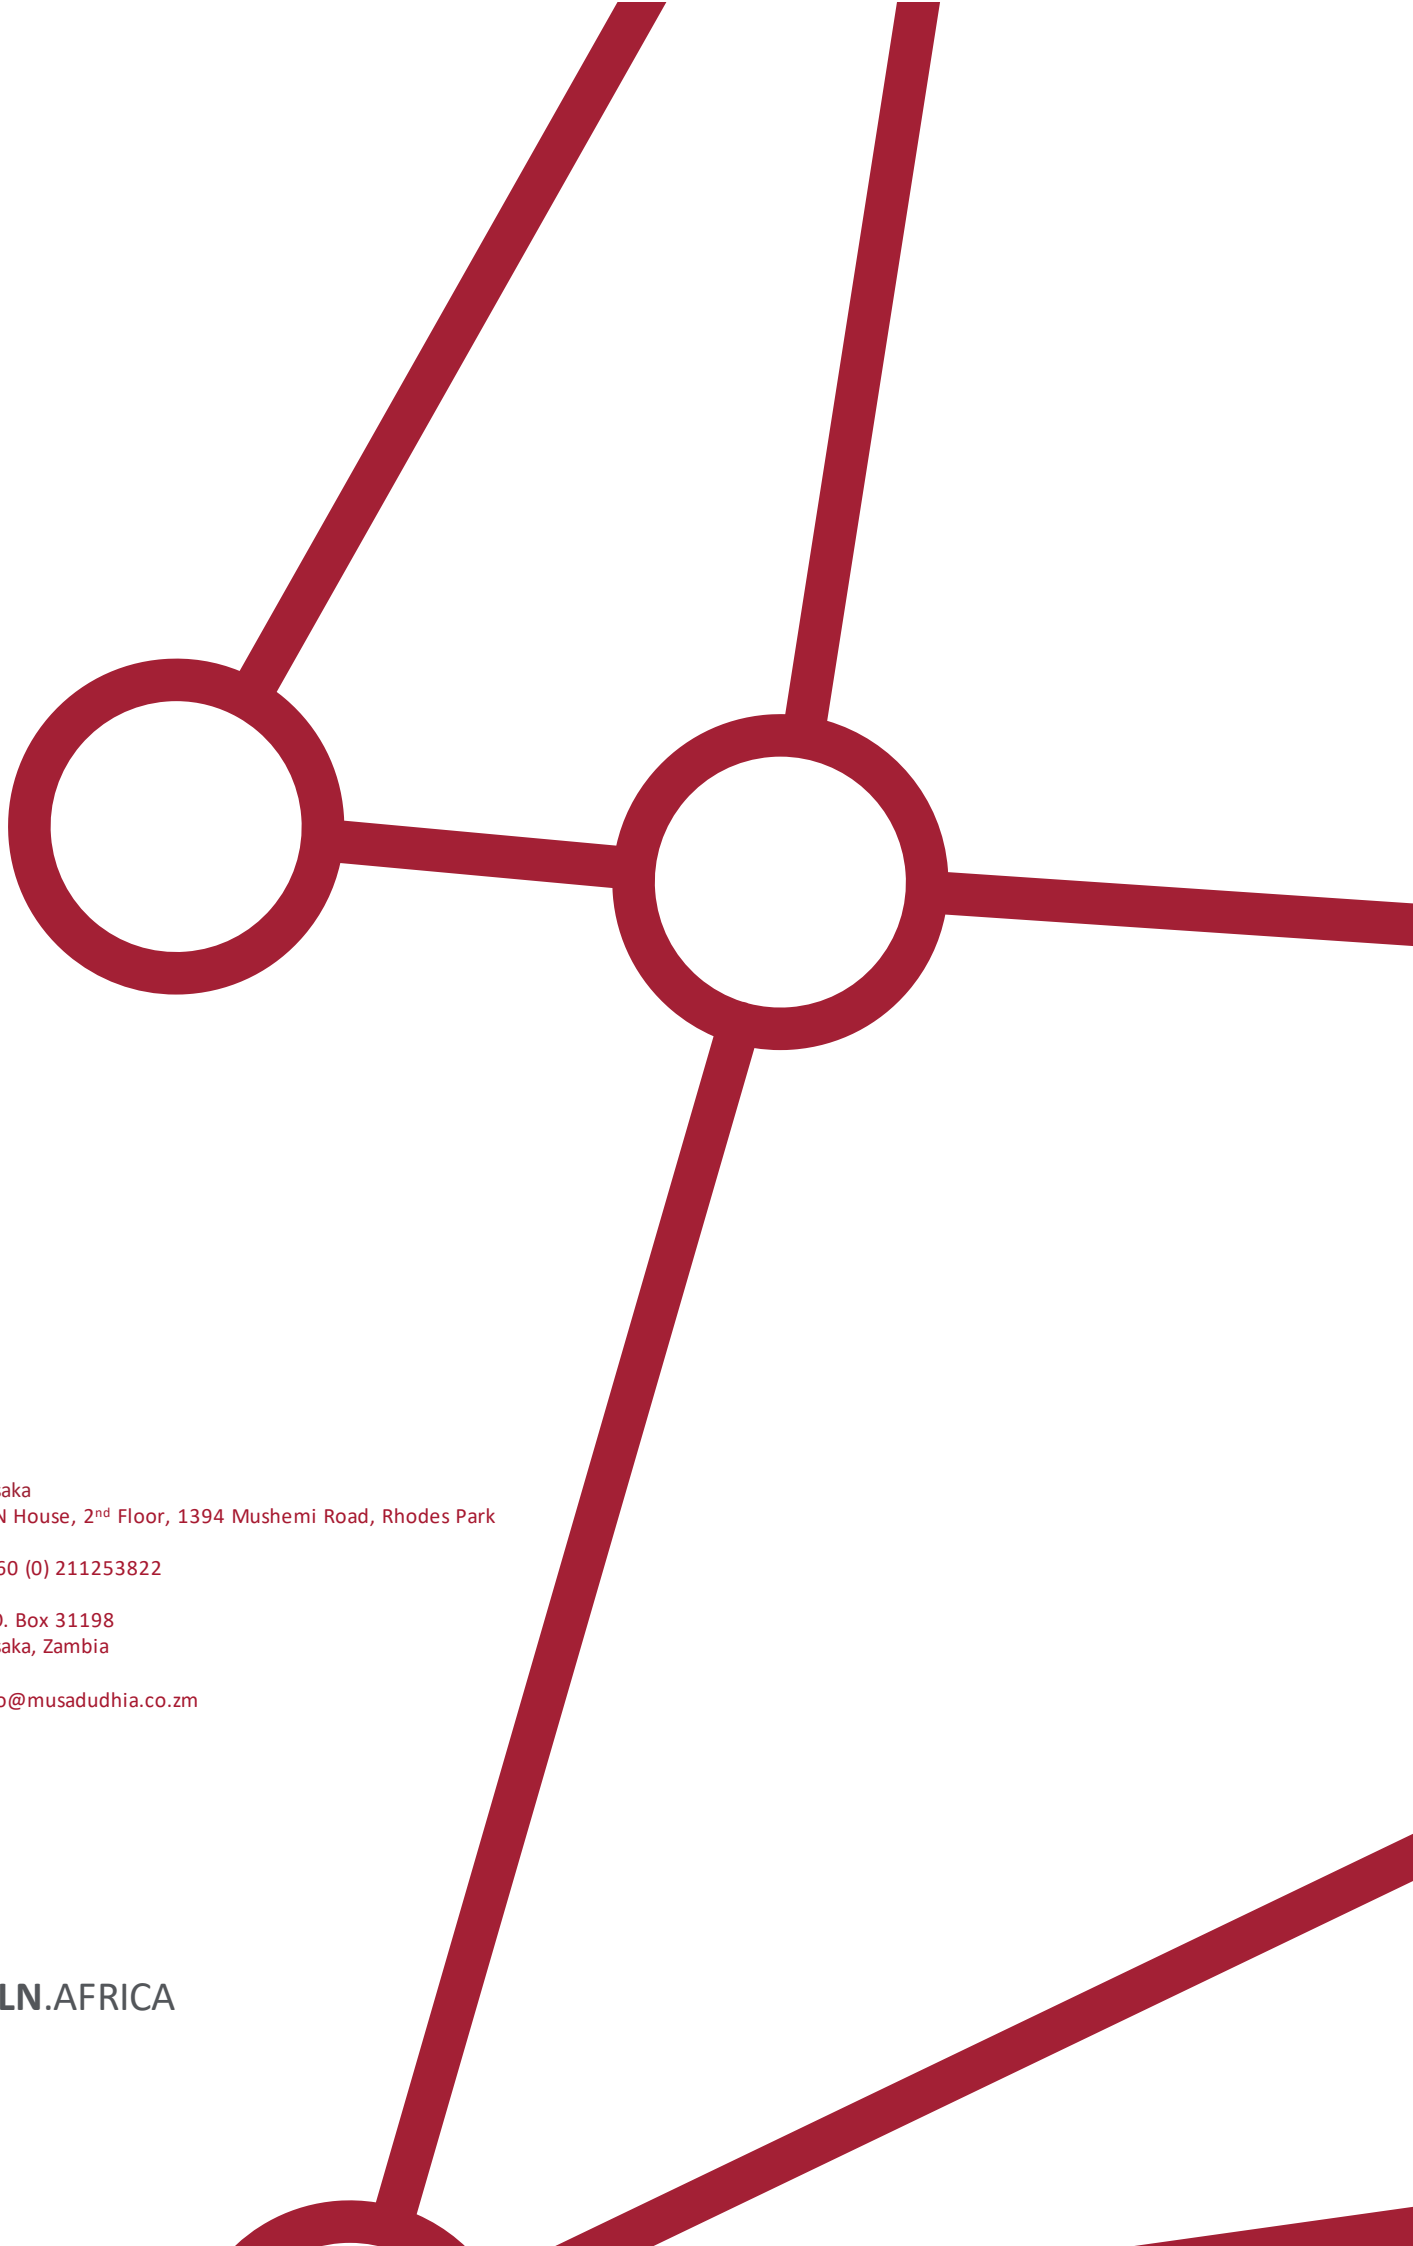 saka
N House, 2nd Floor, 1394 Mushemi Road, Rhodes Park
60 (0) 211253822
O. Box 31198
saka, Zambia
o@musadudhia.co.zm
LN.AFRICA